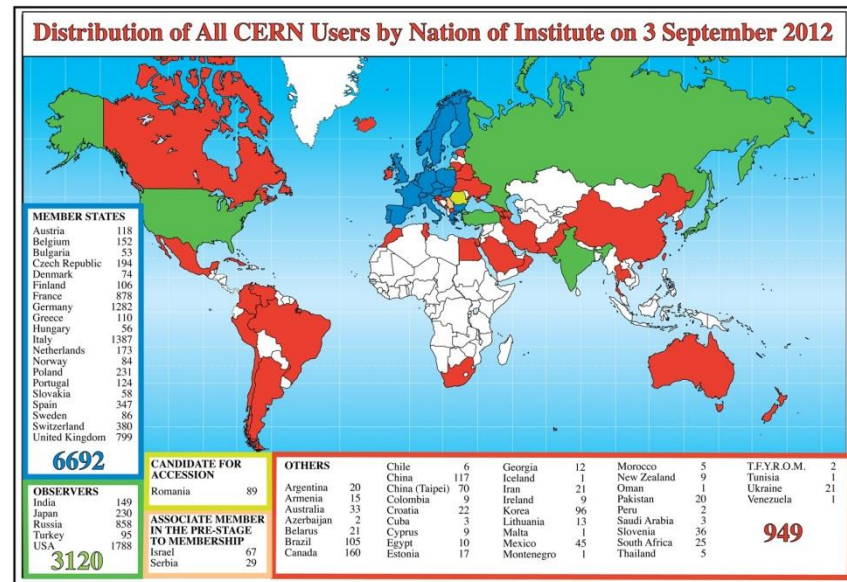 Distribution of All CERN Users by Nation of Institute on 3 September 2012
MEMBER STATES
Austria 118
Belgium 152
Bulgaria 53
Czech Republic 194
Denmark 74
Finland 106
France 878
Germany 1282
Greece 110
Hungary 56
Italy 1387
Netherlands 173
Norway 84
Poland 231
Portugal 124
Slovakia 58
Spain 347
Sweden 86
Switzerland 380
United Kingdom 799
6692
OBSERVERS
India 149
Japan 230
Russia 858
Turkey 95
USA 1788
3120
CANDIDATE FOR
ACCESSION
Romania 89
ASSOCIATE MEMBER
IN THE PRE-STAGE
TO MEMBERSHIP
Israel 67
Serbia 29
OTHERS
Argentina 20
Armenia 15
Australia 33
Azerbaijan 2
Belarus 21
Brazil 105
Canada 160
Chile 6
China 117
China (Taipei) 70
Colombia 9
Croatia 22
Cuba 3
Cyprus 9
Egypt 10
Estonia 17
Georgia 12
Iceland 1
Iran 21
Ireland 9
Korea 96
Lithuania 13
Malta 1
Mexico 45
Montenegro 1
Morocco 5
New Zealand 9
Oman 1
Pakistan 20
Peru 2
Saudi Arabia 3
Slovenia 36
South Africa 25
Thailand 5
T.F.Y.R.O.M. 2
Tunisia 1
Ukraine 21
Venezuela 1
949